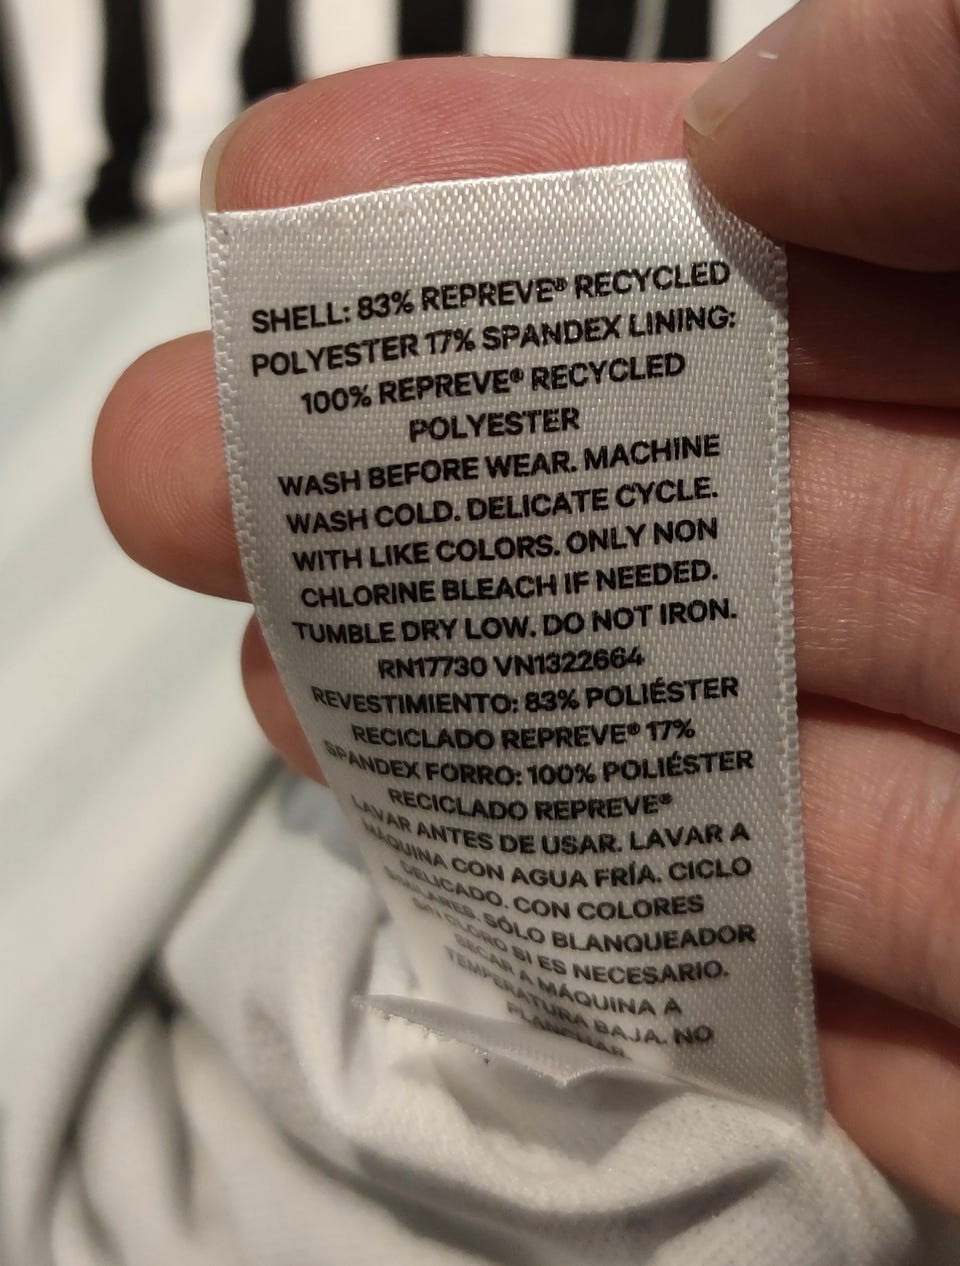 SHELL: 83% REPREVE® RECYCLED
POLYESTER 17% SPANDEX LINING:
100% REPREVE® RECYCLED
POLYESTER
WASH BEFORE WEAR. MACHINE
WASH COLD. DELICATE CYCLE.
WITH LIKE COLORS. ONLY NON
CHLORINE BLEACH IF NEEDED.
TUMBLE DRY LOW. DO NOT IRON.
RN17730 VN1322664
REVESTIMIENTO: 83% POLIÉSTER
RECICLADO REPREVE® 17%
SPANDEX FORRO: 100% POLIÉSTER
RECICLADO REPREVE®
LAVAR ANTES DE USAR. LAVAR A
MÁQUINA CON AGUA FRÍA. CICLO
DELICADO. CON COLORES
SIMILARES. SÓLO BLANQUEADOR
SIN CLORO SI ES NECESARIO.
SECAR A MÁQUINA A
TEMPERATURA BAJA. NO
PLANCHAR.